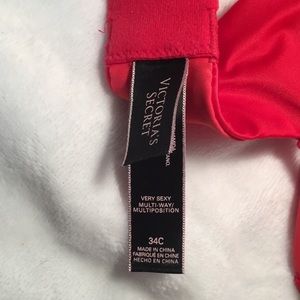 VICTORIA'S
SECRET
VERY SEXY
MULTI-WAY/
MULTIPOSITION
34C
MADE IN CHINA
FABRIQUÉ EN CHINE
HECHO EN CHINA